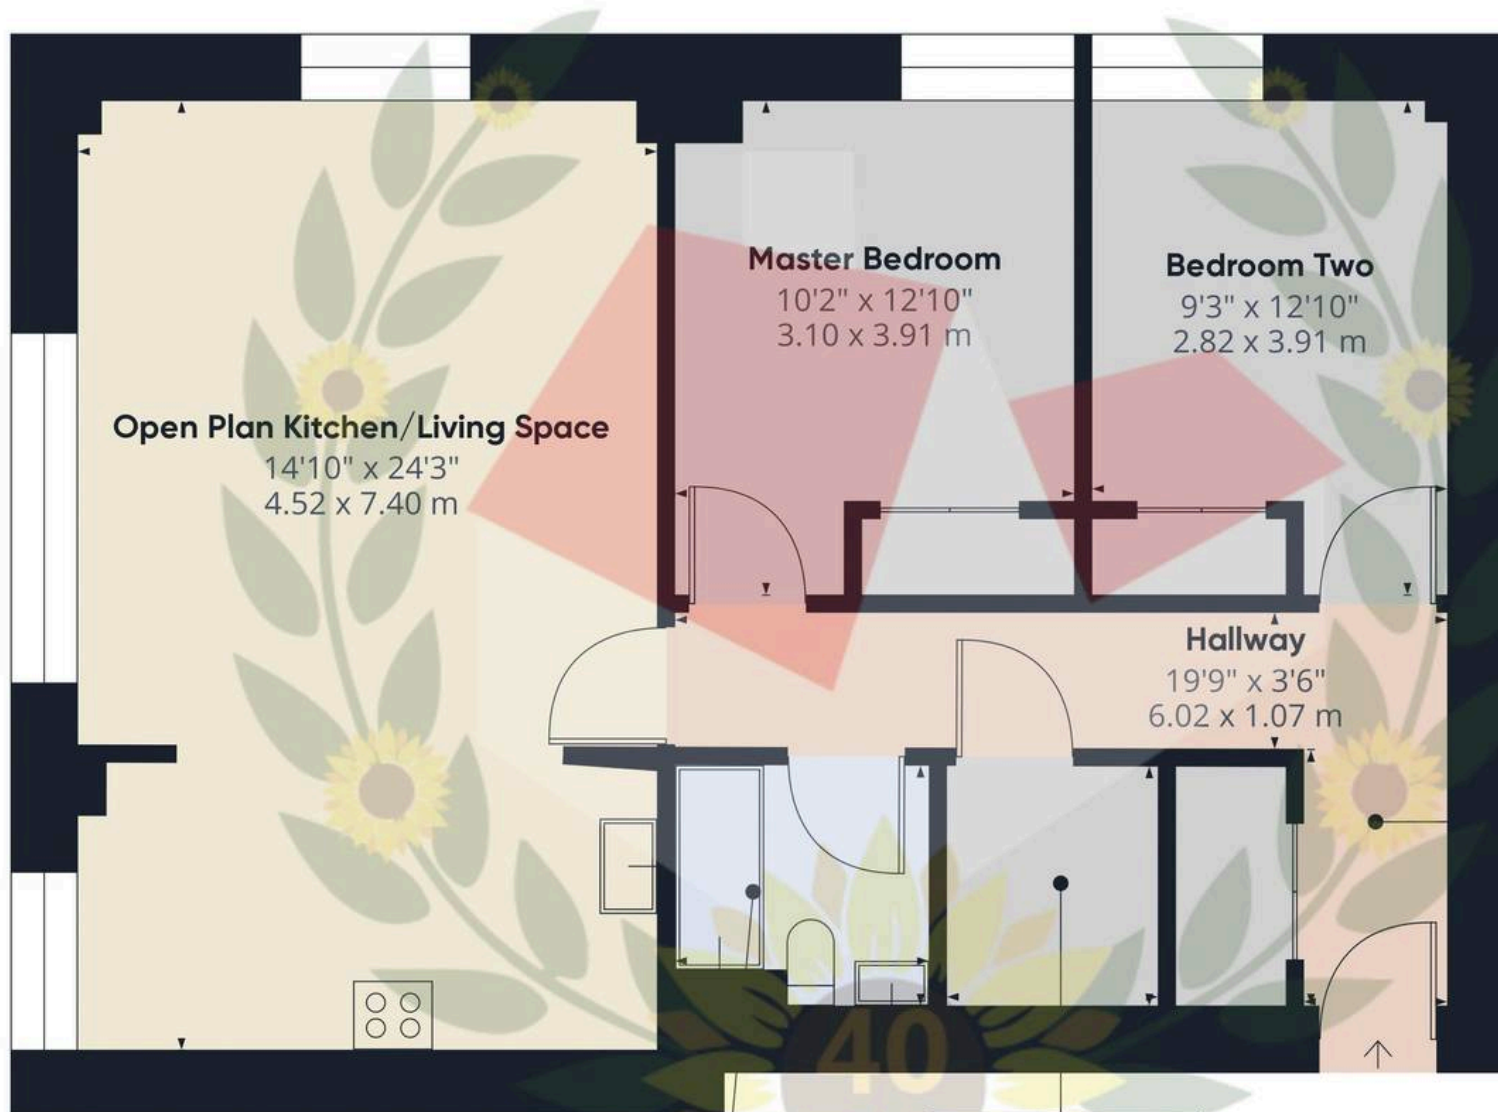 Master Bedroom
10'2" x 12'10"
3.10 x 3.91 m
Bedroom Two
9'3" x 12'10"
2.82 x 3.91 m
Open Plan Kitchen/Living Space
14'10" x 24'3"
4.52 x 7.40 m
Hallway
19'9" x 3'6"
6.02 x 1.07 m
40